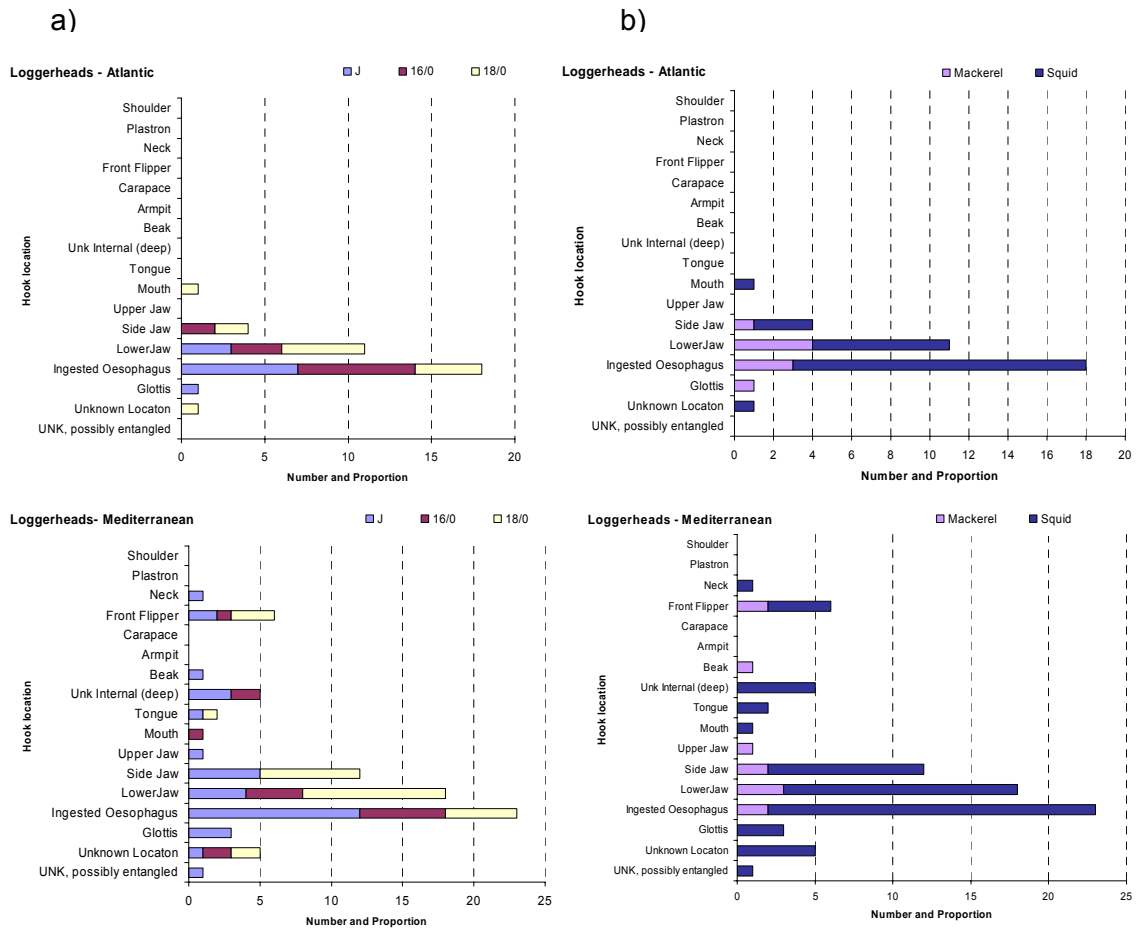 a)
b)
Loggerheads - Atlantic
J
16/0
18/0
Hook location
Shoulder
Plastron
Neck
Front Flipper
Carapace
Armpit
Beak
Unk Internal (deep)
Tongue
Mouth
Upper Jaw
Side Jaw
LowerJaw
Ingested Oesophagus
Glottis
Unknown Locaton
UNK, possibly entangled
0 5 10 15 20
Number and Proportion
Loggerheads - Atlantic
Mackerel
Squid
Hook location
Shoulder
Plastron
Neck
Front Flipper
Carapace
Armpit
Beak
Unk Internal (deep)
Tongue
Mouth
Upper Jaw
Side Jaw
LowerJaw
Ingested Oesophagus
Glottis
Unknown Locaton
UNK, possibly entangled
0 2 4 6 8 10 12 14 16 18 20
Number and Proportion
Loggerheads- Mediterranean
J
16/0
18/0
Hook location
Shoulder
Plastron
Neck
Front Flipper
Carapace
Armpit
Beak
Unk Internal (deep)
Tongue
Mouth
Upper Jaw
Side Jaw
LowerJaw
Ingested Oesophagus
Glottis
Unknown Locaton
UNK, possibly entangled
0 5 10 15 20 25
Number and Proportion
Loggerheads - Mediterranean
Mackerel
Squid
Hook location
Shoulder
Plastron
Neck
Front Flipper
Carapace
Armpit
Beak
Unk Internal (deep)
Tongue
Mouth
Upper Jaw
Side Jaw
LowerJaw
Ingested Oesophagus
Glottis
Unknown Locaton
UNK, possibly entangled
0 5 10 15 20 25
Number and Proportion